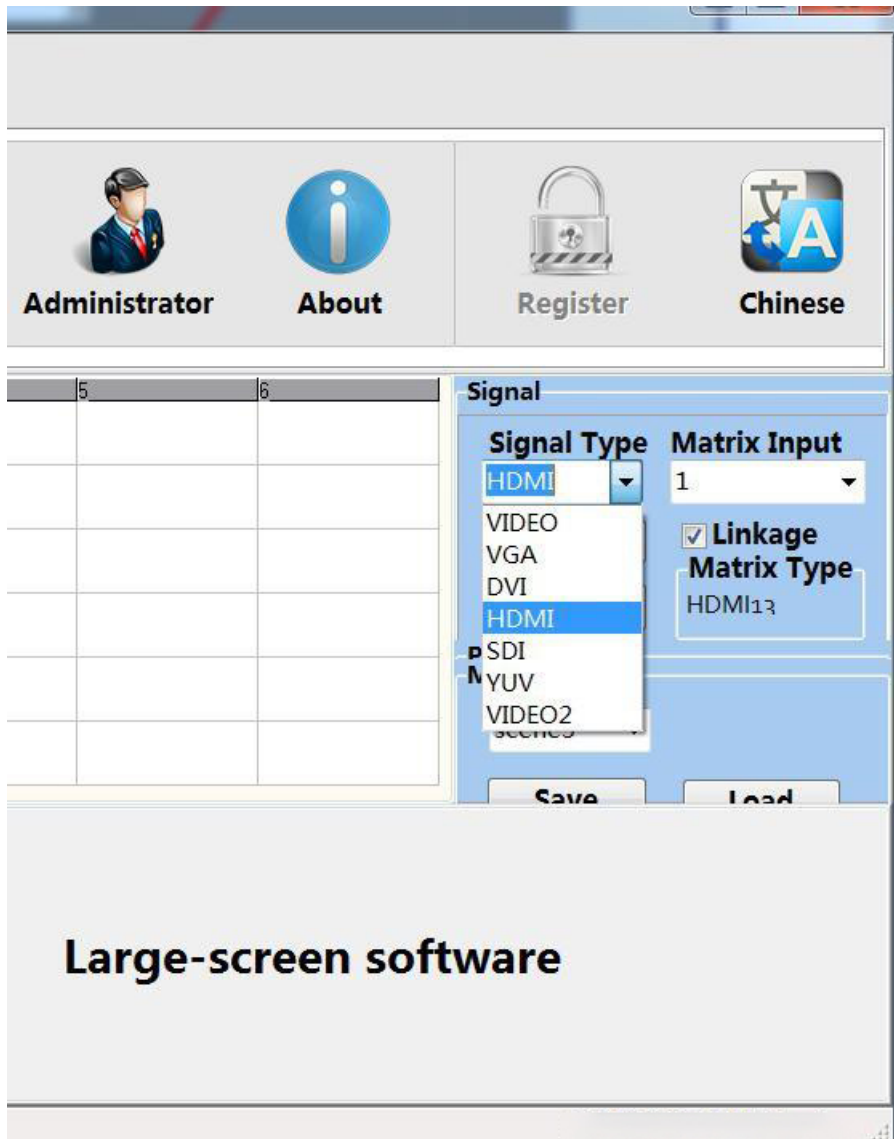 Administrator About Register Chinese
5 6
Signal
Signal Type Matrix Input
HDMI 1
VIDEO
VGA
DVI
HDMI
SDI
YUV
VIDEO2
Linkage
Matrix Type
HDMI13
Save Load
Large-screen software